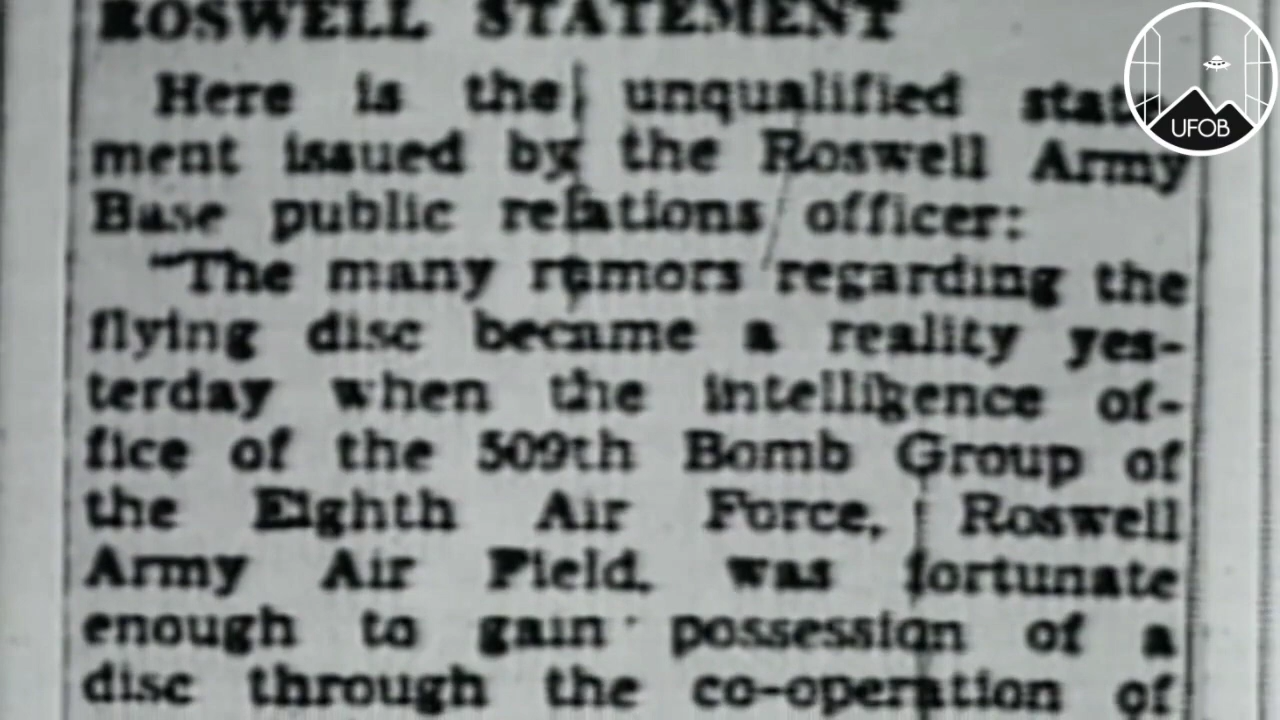 ROSWELL STATEMENT
Here is the unqualified state-
ment issued by the Roswell Army
Base public relations officer:
"The many rumors regarding the
flying disc became a reality yes-
terday when the intelligence of-
fice of the 509th Bomb Group of
the Eighth Air Force, Roswell
Army Air Field, was fortunate
enough to gain possession of a
disc through the co-operation of
UFOB